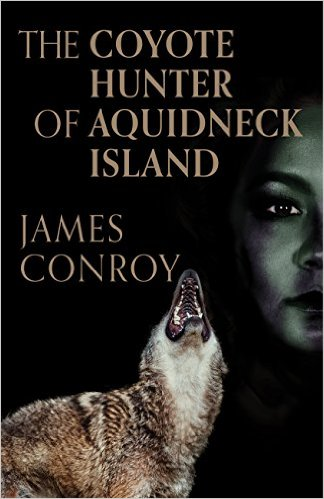 THE COYOTE
HUNTER
OF AQUIDNECK
ISLAND
JAMES
CONROY